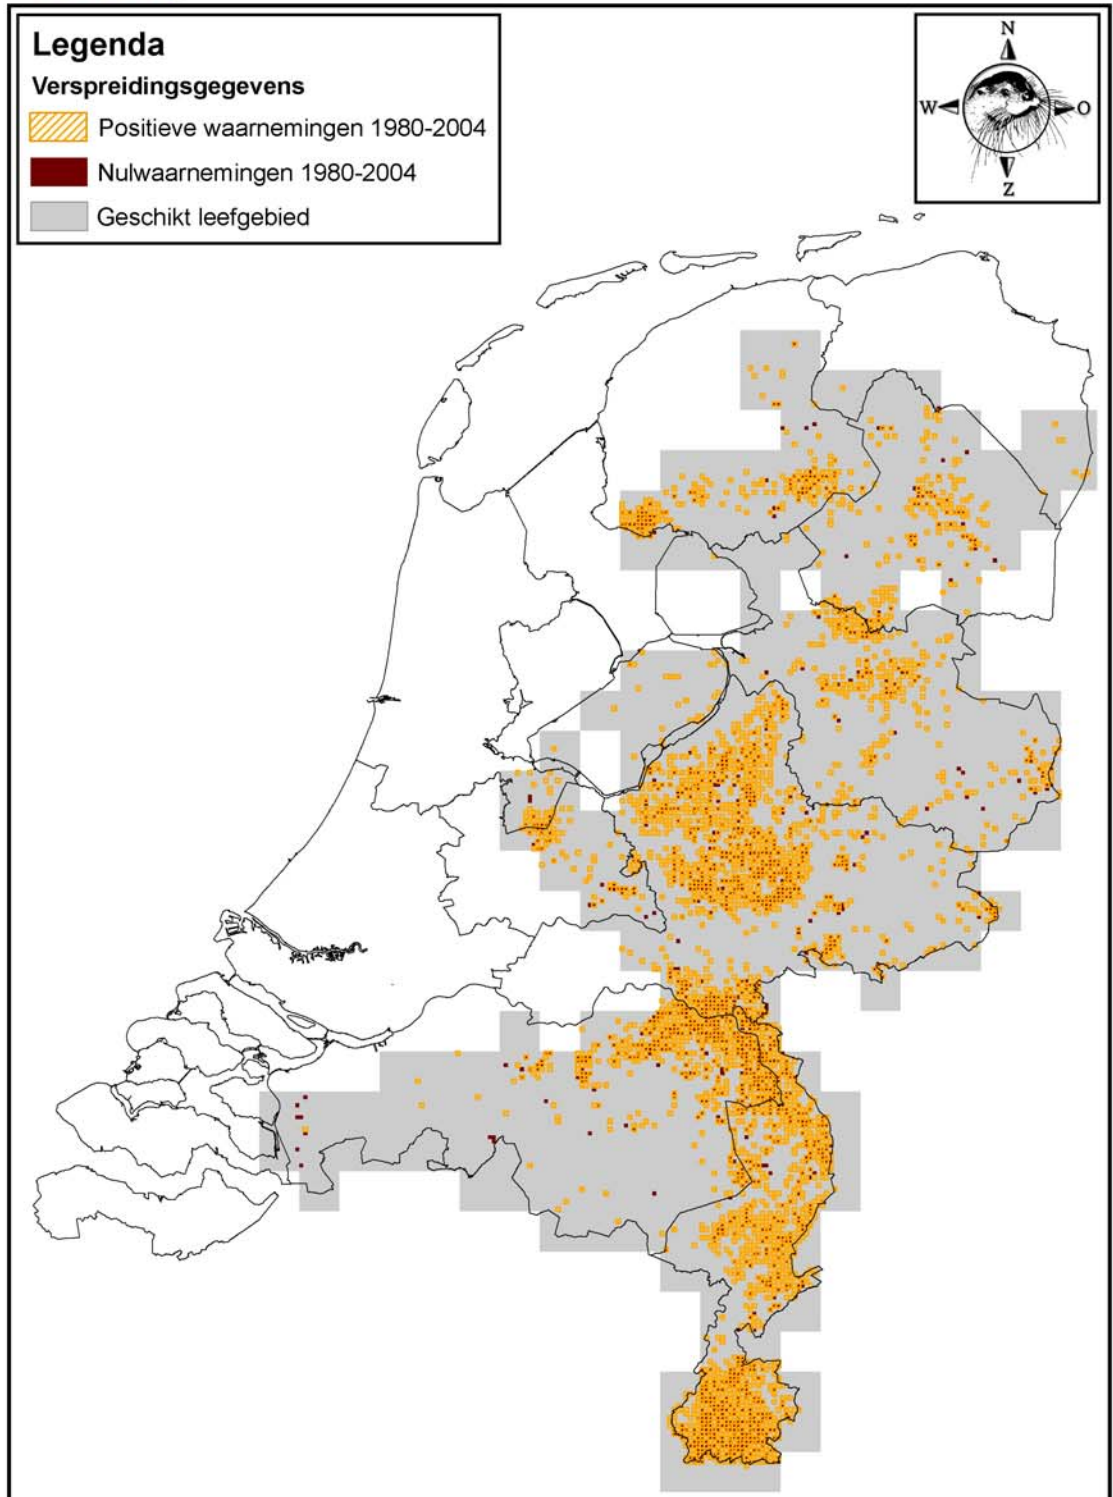 Legenda
Verspreidingsgegevens
Positieve waarnemingen 1980-2004
Nulwaarnemingen 1980-2004
Geschikt leefgebied
N
W
O
Z